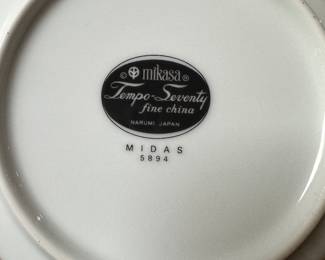 © mikasa ®
Tempo-Seventy
fine china
NARUMI JAPAN
MIDAS
5894